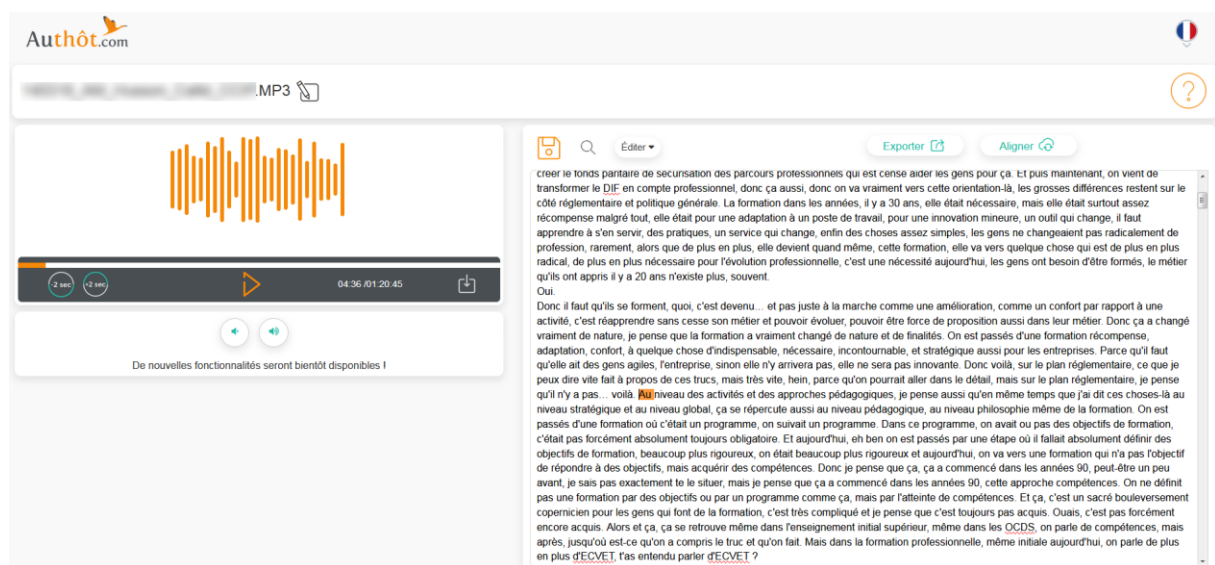 Authôt.com
.MP3
?
Éditer
Exporter
Aligner
-2 sec
+2 sec
04:36 /01:20:45
De nouvelles fonctionnalités seront bientôt disponibles !
créer le fonds paritaire de sécurisation des parcours professionnels qui est censé aider les gens pour ça. Et puis maintenant, on vient de
transformer le DIF en compte professionnel, donc ça aussi, donc on va vraiment vers cette orientation-là, les grosses différences restent sur le
côté réglementaire et politique générale. La formation dans les années, il y a 30 ans, elle était nécessaire, mais elle était surtout assez
récompense malgré tout, elle était pour une adaptation à un poste de travail, pour une innovation mineure, un outil qui change, il faut
apprendre à s'en servir, des pratiques, un service qui change, enfin des choses assez simples, les gens ne changeaient pas radicalement de
profession, rarement, alors que de plus en plus, elle devient quand même, cette formation, elle va vers quelque chose qui est de plus en plus
radical, de plus en plus nécessaire pour l'évolution professionnelle, c'est une nécessité aujourd'hui, les gens ont besoin d'être formés, le métier
qu'ils ont appris il y a 20 ans n'existe plus, souvent.
Oui.
Donc il faut qu'ils se forment, quoi, c'est devenu... et pas juste à la marche comme une amélioration, comme un confort par rapport à une
activité, c'est réapprendre sans cesse son métier et pouvoir évoluer, pouvoir être force de proposition aussi dans leur métier. Donc ça a changé
vraiment de nature, je pense que la formation a vraiment changé de nature et de finalités. On est passés d'une formation récompense,
adaptation, confort, à quelque chose d'indispensable, nécessaire, incontournable, et stratégique aussi pour les entreprises. Parce qu'il faut
qu'elle ait des gens agiles, l'entreprise, sinon elle n'y arrivera pas, elle ne sera pas innovante. Donc voilà, sur le plan réglementaire, ce que je
peux dire vite fait à propos de ces trucs, mais très vite, hein, parce qu'on pourrait aller dans le détail, mais sur le plan réglementaire, je pense
qu'il n'y a pas... voilà. Au niveau des activités et des approches pédagogiques, je pense aussi qu'en même temps que j'ai dit ces choses-là au
niveau stratégique et au niveau global, ça se répercute aussi au niveau pédagogique, au niveau philosophie même de la formation. On est
passés d'une formation où c'était un programme, on suivait un programme. Dans ce programme, on avait ou pas des objectifs de formation,
c'était pas forcément absolument toujours obligatoire. Et aujourd'hui, eh ben on est passés par une étape où il fallait absolument définir des
objectifs de formation, beaucoup plus rigoureux, on était beaucoup plus rigoureux et aujourd'hui, on va vers une formation qui n'a pas l'objectif
de répondre à des objectifs, mais acquérir des compétences. Donc je pense que ça, ça a commencé dans les années 90, peut-être un peu
avant, je sais pas exactement te le situer, mais je pense que ça a commencé dans les années 90, cette approche compétences. On ne définit
pas une formation par des objectifs ou par un programme comme ça, mais par l'atteinte de compétences. Et ça, c'est un sacré bouleversement
copernicien pour les gens qui font de la formation, c'est très compliqué et je pense que c'est toujours pas acquis. Ouais, c'est pas forcément
encore acquis. Alors et ça, ça se retrouve même dans l'enseignement initial supérieur, même dans les OCDS, on parle de compétences, mais
après, jusqu'où est-ce qu'on a compris le truc et qu'on fait. Mais dans la formation professionnelle, même initiale aujourd'hui, on parle de plus
en plus d'ECVET, t'as entendu parler d'ECVET ?